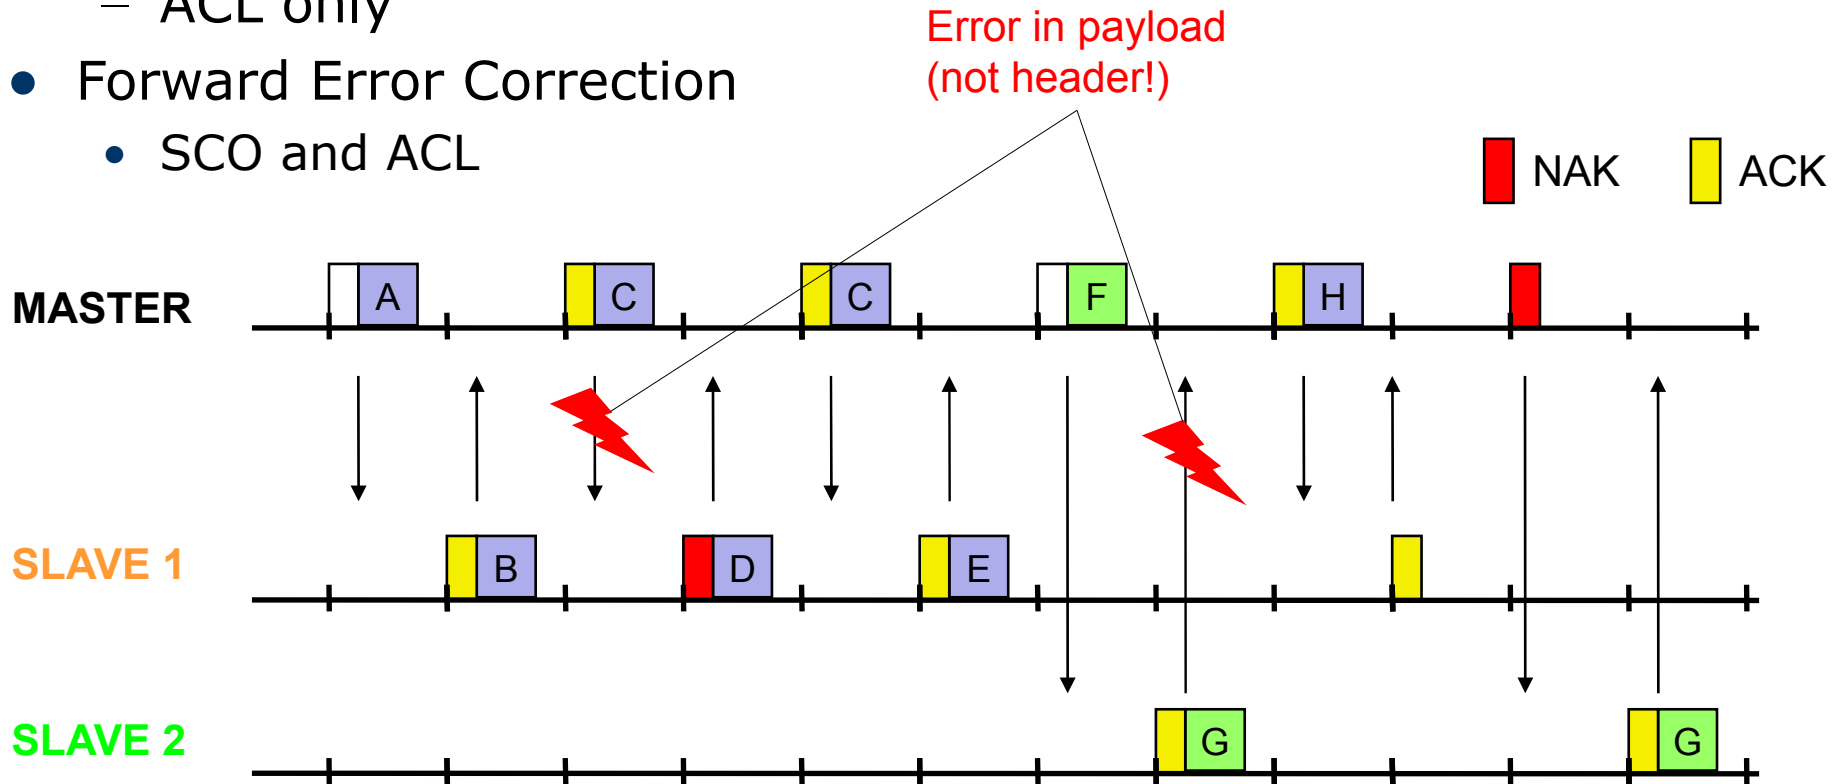 – ACL only
• Forward Error Correction
• SCO and ACL
Error in payload
(not header!)
NAK ACK
MASTER A C C F H
SLAVE 1 B D E
SLAVE 2 G G